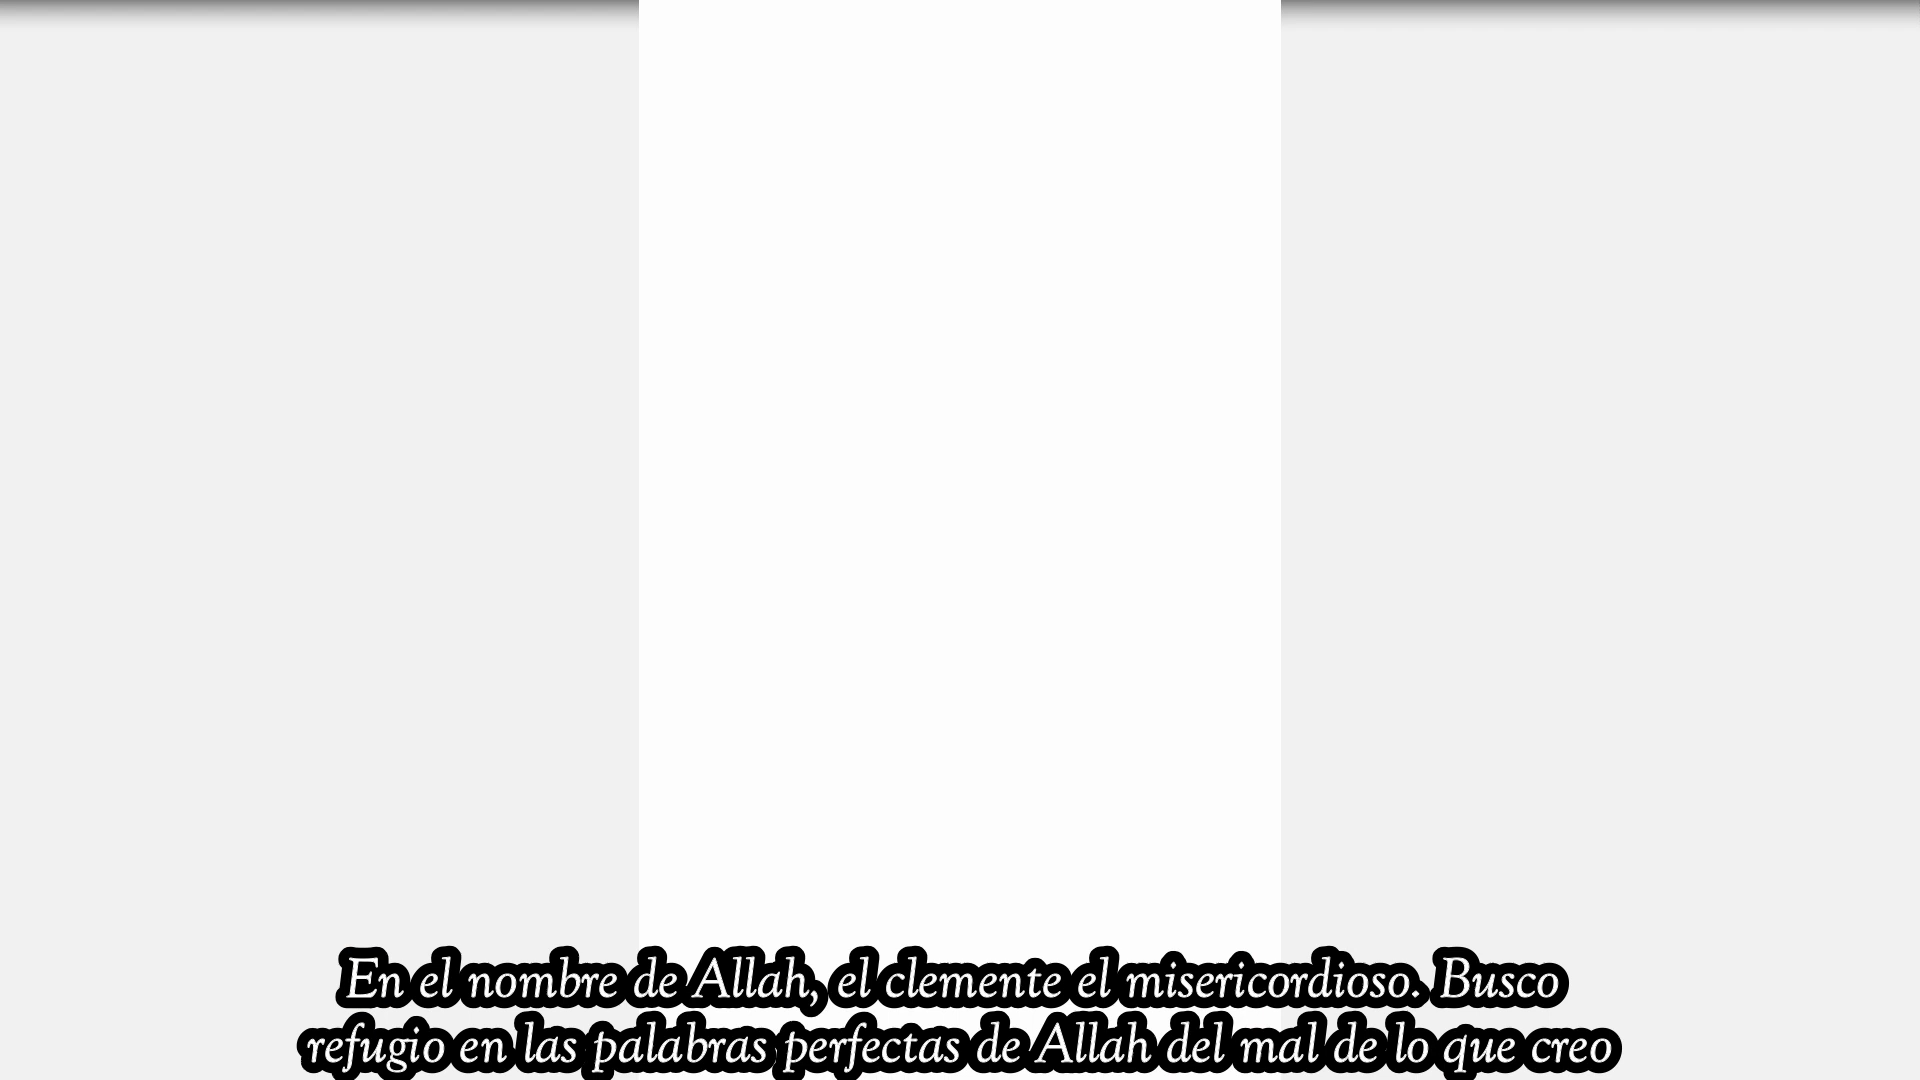 En el nombre de Allah, el clemente el misericordioso. Busco
refugio en las palabras perfectas de Allah del mal de lo que creo